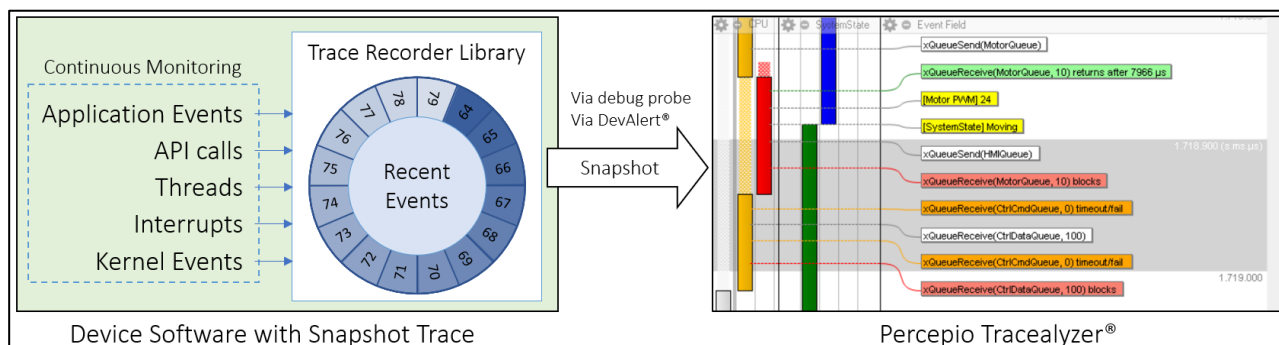 Continuous Monitoring
Application Events
API calls
Threads
Interrupts
Kernel Events
Trace Recorder Library
64
65
66
67
68
69
70
71
72
73
74
75
76
77
78
79
Recent
Events
Device Software with Snapshot Trace
Via debug probe
Via DevAlert®
Snapshot
CPU
SystemState
Event Field
xQueueSend(MotorQueue)
xQueueReceive(MotorQueue, 10) returns after 7966 µs
[Motor PWM] 24
[SystemState] Moving
xQueueSend(HMIQueue)
1.718.900 (s.ms.µs)
xQueueReceive(MotorQueue, 10) blocks
xQueueReceive(CtrlCmdQueue, 0) timeout/fail
xQueueReceive(CtrlDataQueue, 100)
xQueueReceive(CtrlCmdQueue, 0) timeout/fail
1.719.000
xQueueReceive(CtrlDataQueue, 100) blocks
Percepio Tracealyzer®